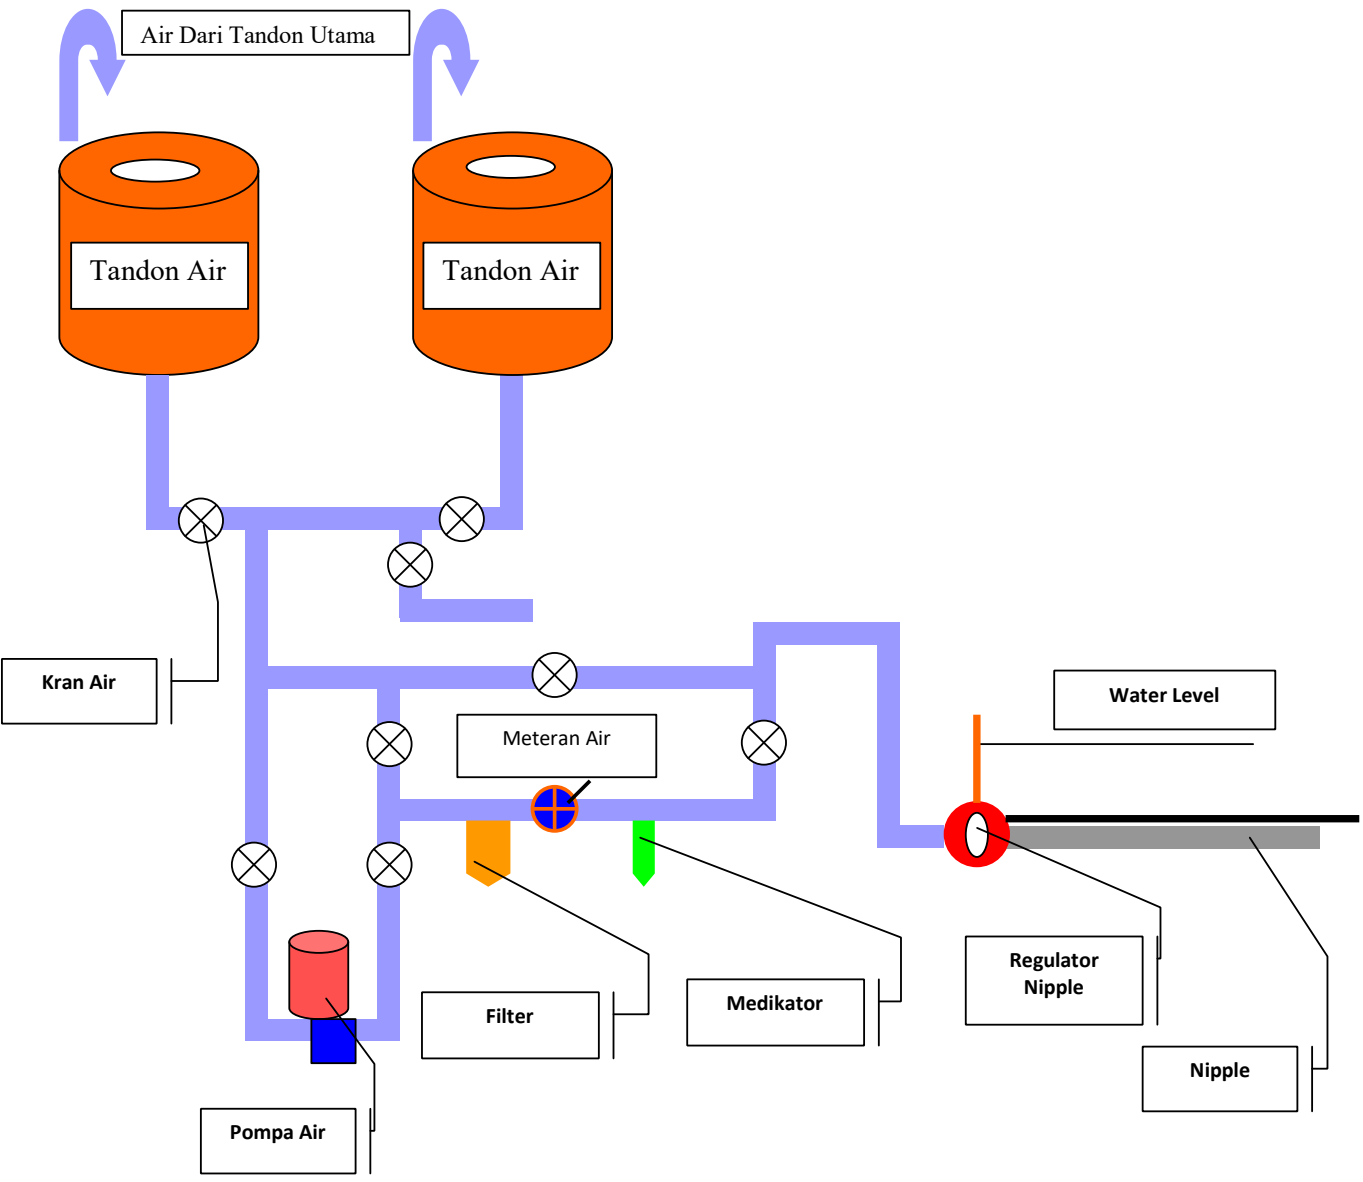 Air Dari Tandon Utama
Tandon Air
Tandon Air
Kran Air
Water Level
Meteran Air
Regulator
Nipple
Filter
Medikator
Nipple
Pompa Air